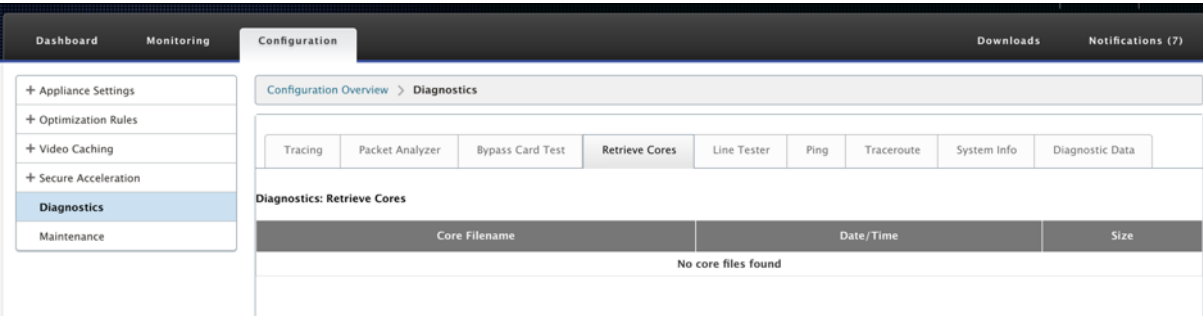 Dashboard Monitoring Configuration Downloads Notifications (7)
+ Appliance Settings
+ Optimization Rules
+ Video Caching
+ Secure Acceleration
Diagnostics
Maintenance
Configuration Overview > Diagnostics
Tracing Packet Analyzer Bypass Card Test Retrieve Cores Line Tester Ping Traceroute System Info Diagnostic Data
Diagnostics: Retrieve Cores
Core Filename Date/Time Size
No core files found